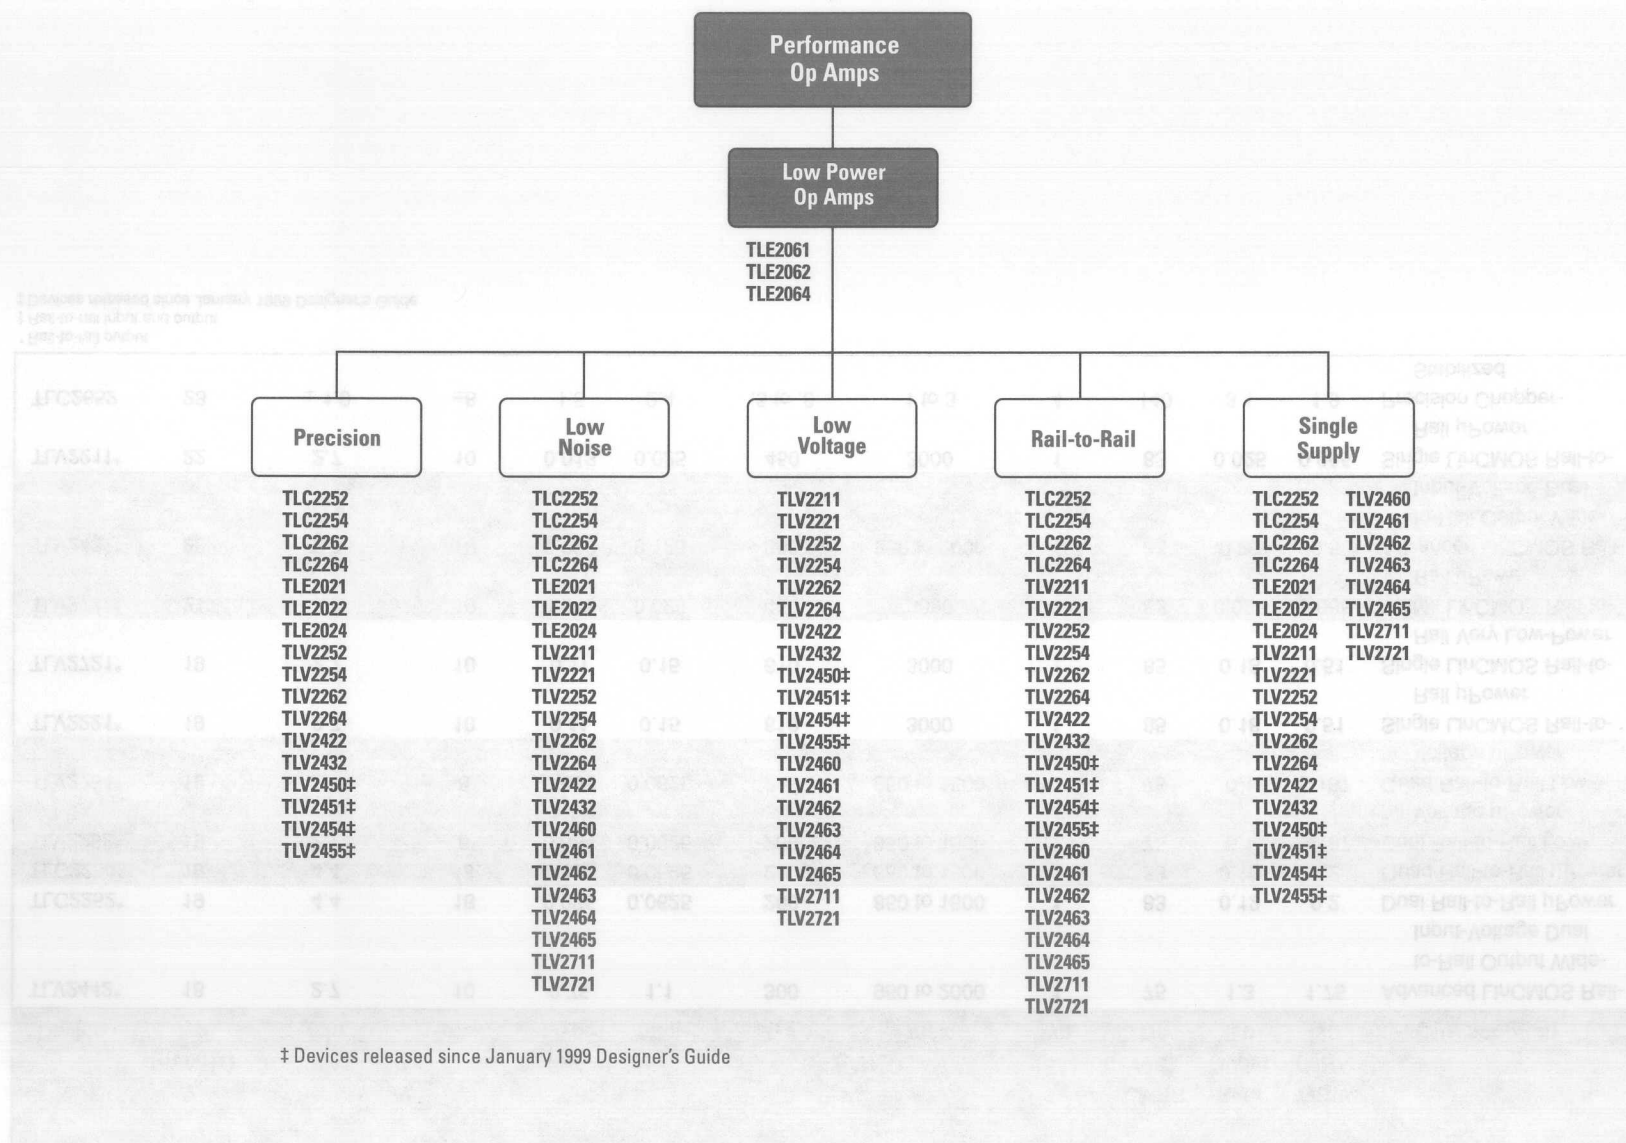 Performance
Op Amps
Low Power
Op Amps
TLE2061
TLE2062
TLE2064
Precision
TLC2252
TLC2254
TLC2262
TLC2264
TLE2021
TLE2022
TLE2024
TLV2252
TLV2254
TLV2262
TLV2264
TLV2422
TLV2432
TLV2450‡
TLV2451‡
TLV2454‡
TLV2455‡
Low
Noise
TLC2252
TLC2254
TLC2262
TLC2264
TLE2021
TLE2022
TLE2024
TLV2211
TLV2221
TLV2252
TLV2254
TLV2262
TLV2264
TLV2422
TLV2432
TLV2460
TLV2461
TLV2462
TLV2463
TLV2464
TLV2465
TLV2711
TLV2721
Low
Voltage
TLV2211
TLV2221
TLV2252
TLV2254
TLV2262
TLV2264
TLV2422
TLV2432
TLV2450‡
TLV2451‡
TLV2454‡
TLV2455‡
TLV2460
TLV2461
TLV2462
TLV2463
TLV2464
TLV2465
TLV2711
TLV2721
Rail-to-Rail
TLC2252
TLC2254
TLC2262
TLC2264
TLV2211
TLV2221
TLV2252
TLV2254
TLV2262
TLV2264
TLV2422
TLV2432
TLV2450‡
TLV2451‡
TLV2454‡
TLV2455‡
TLV2460
TLV2461
TLV2462
TLV2463
TLV2464
TLV2465
TLV2711
TLV2721
Single
Supply
TLC2252
TLC2254
TLC2262
TLC2264
TLE2021
TLE2022
TLE2024
TLV2211
TLV2221
TLV2252
TLV2254
TLV2262
TLV2264
TLV2422
TLV2432
TLV2450‡
TLV2451‡
TLV2454‡
TLV2455‡
TLV2460
TLV2461
TLV2462
TLV2463
TLV2464
TLV2465
TLV2711
TLV2721
‡ Devices released since January 1999 Designer's Guide